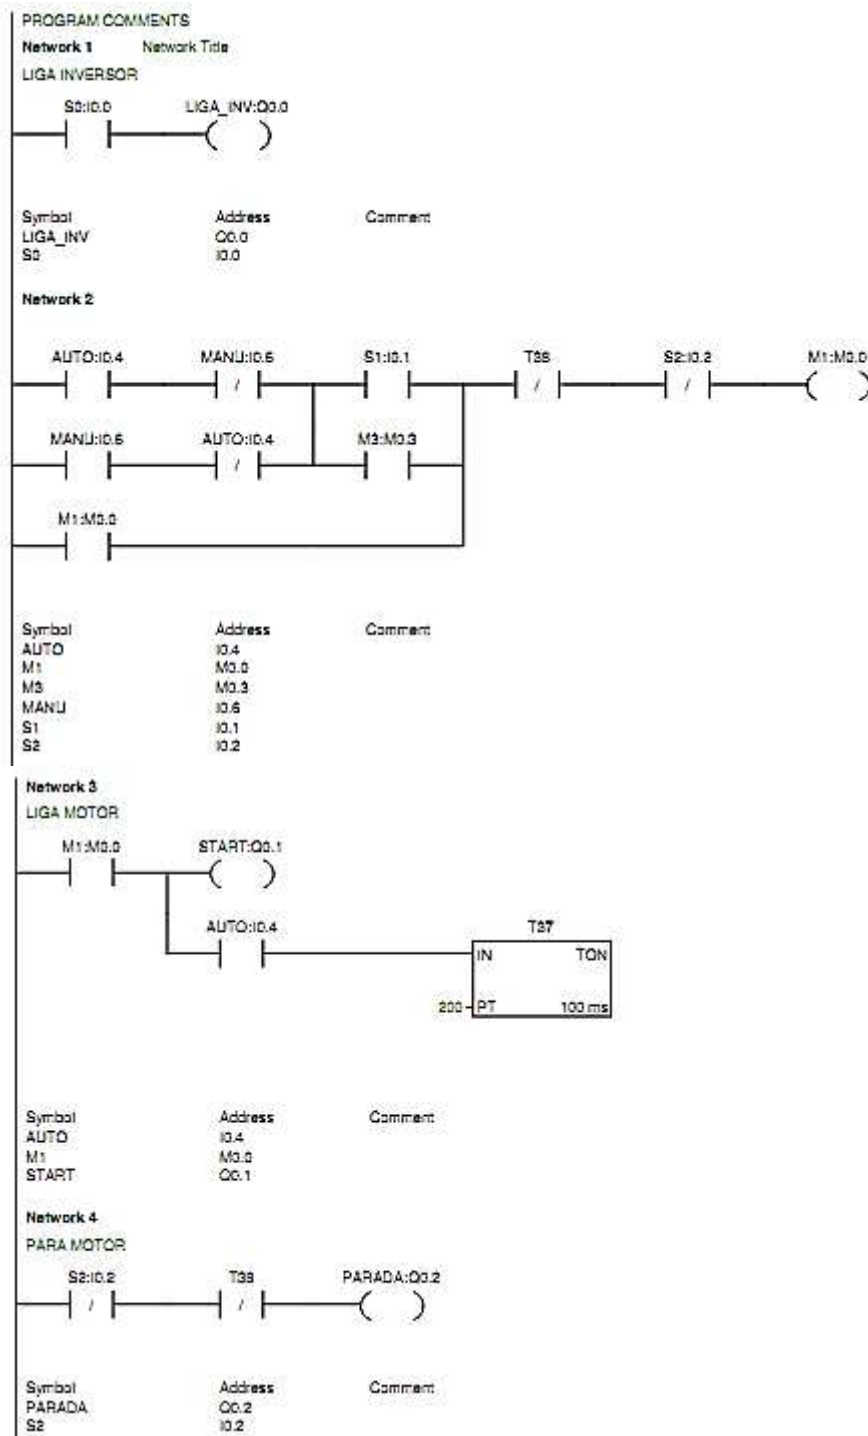 PROGRAM COMMENTS
Network 1 Network Title
LIGA INVERSOR
S0:I0.0 LIGA_INV:Q0.0
Symbol Address Comment
LIGA_INV Q0.0
S0 I0.0
Network 2
AUTO:I0.4 MANU:I0.6 S1:I0.1 T38 S2:I0.2 M1:M0.0
/ / /
MANU:I0.6 AUTO:I0.4 M3:M0.3
/
M1:M0.0
Symbol Address Comment
AUTO I0.4
M1 M0.0
M3 M0.3
MANU I0.6
S1 I0.1
S2 I0.2
Network 3
LIGA MOTOR
M1:M0.0 START:Q0.1
AUTO:I0.4 T37
IN TON
200 PT 100 ms
Symbol Address Comment
AUTO I0.4
M1 M0.0
START Q0.1
Network 4
PARA MOTOR
S2:I0.2 T38 PARADA:Q0.2
/ /
Symbol Address Comment
PARADA Q0.2
S2 I0.2